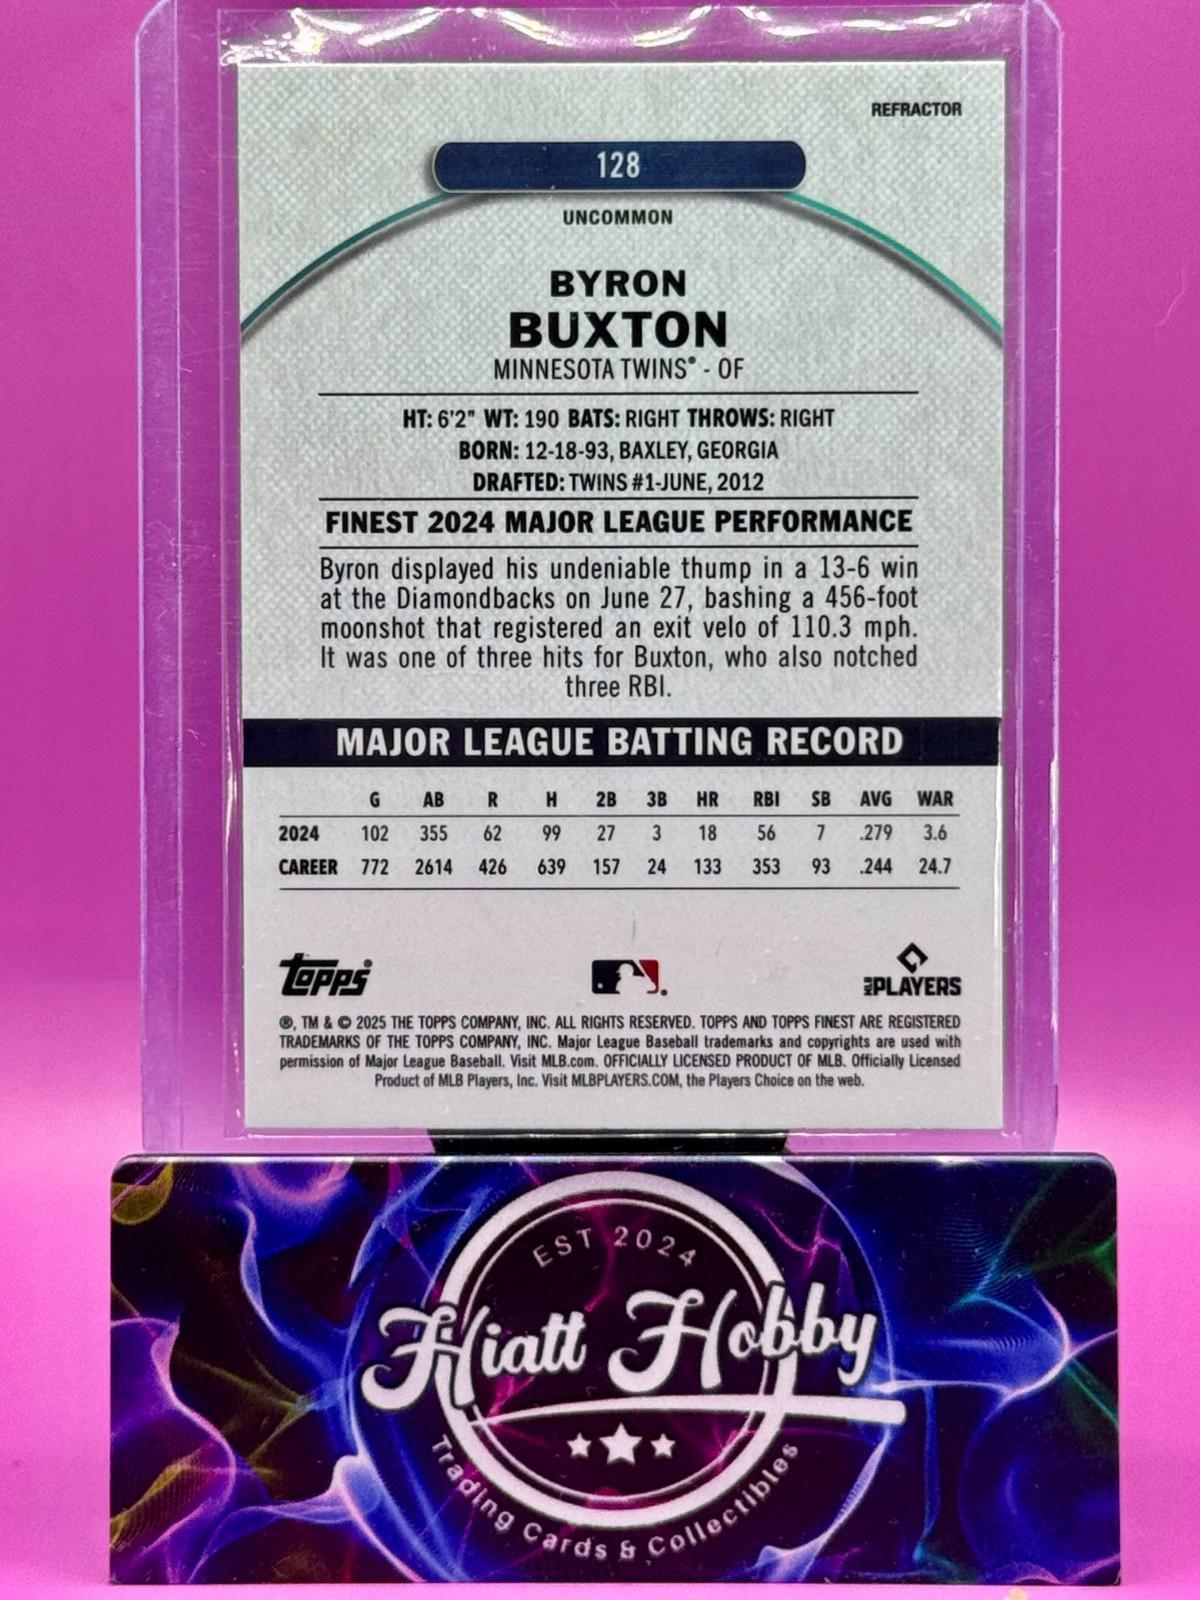 REFRACTOR
128
UNCOMMON
BYRON
BUXTON
MINNESOTA TWINS® - OF
HT: 6'2" WT: 190 BATS: RIGHT THROWS: RIGHT
BORN: 12-18-93, BAXLEY, GEORGIA
DRAFTED: TWINS #1-JUNE, 2012
FINEST 2024 MAJOR LEAGUE PERFORMANCE
Byron displayed his undeniable thump in a 13-6 win
at the Diamondbacks on June 27, bashing a 456-foot
moonshot that registered an exit velo of 110.3 mph.
It was one of three hits for Buxton, who also notched
three RBI.
MAJOR LEAGUE BATTING RECORD
G AB R H 2B 3B HR RBI SB AVG WAR
2024 102 355 62 99 27 3 18 56 7 .279 3.6
CAREER 772 2614 426 639 157 24 133 353 93 .244 24.7
Topps®
MLB PLAYERS
®, TM & © 2025 THE TOPPS COMPANY, INC. ALL RIGHTS RESERVED. TOPPS AND TOPPS FINEST ARE REGISTERED
TRADEMARKS OF THE TOPPS COMPANY, INC. Major League Baseball trademarks and copyrights are used with
permission of Major League Baseball. Visit MLB.com. OFFICIALLY LICENSED PRODUCT OF MLB. Officially Licensed
Product of MLB Players, Inc. Visit MLBPLAYERS.COM, the Players Choice on the web.
EST 2024
Hiatt Hobby
Trading Cards & Collectibles